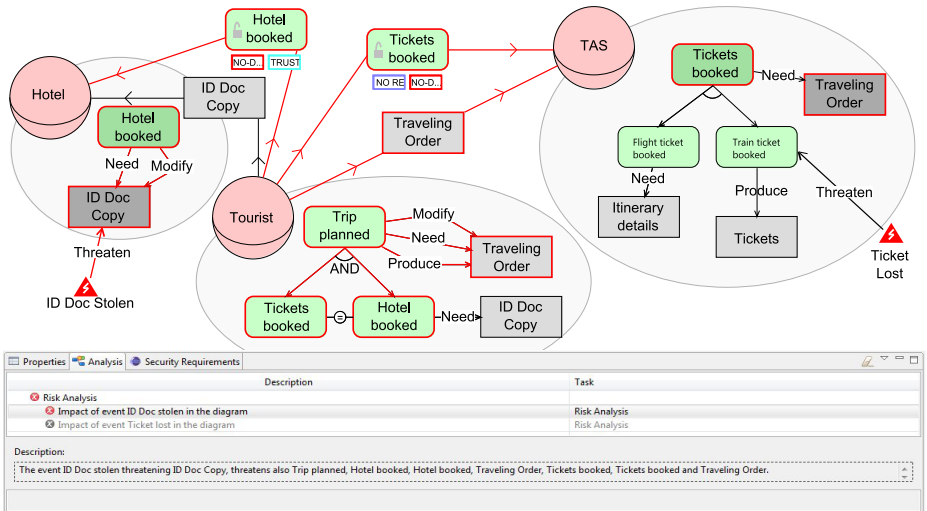 Hotel
booked
NO-D...
TRUST
Tickets
booked
NO RE
NO-D...
TAS
Tickets
booked
Need
Traveling
Order
Hotel
ID Doc
Copy
Hotel
booked
Need
Modify
ID Doc
Copy
Threaten
ID Doc Stolen
Traveling
Order
Flight ticket
booked
Train ticket
booked
Need
Produce
Threaten
Itinerary
details
Tickets
Ticket
Lost
Tourist
Trip
planned
Modify
Need
Produce
Traveling
Order
AND
Tickets
booked
=
Hotel
booked
Need
ID Doc
Copy
Properties
Analysis
Security Requirements
Description
Task
Risk Analysis
Impact of event ID Doc stolen in the diagram
Risk Analysis
Impact of event Ticket lost in the diagram
Risk Analysis
Description:
The event ID Doc stolen threatening ID Doc Copy, threatens also Trip planned, Hotel booked, Hotel booked, Traveling Order, Tickets booked, Tickets booked and Traveling Order.